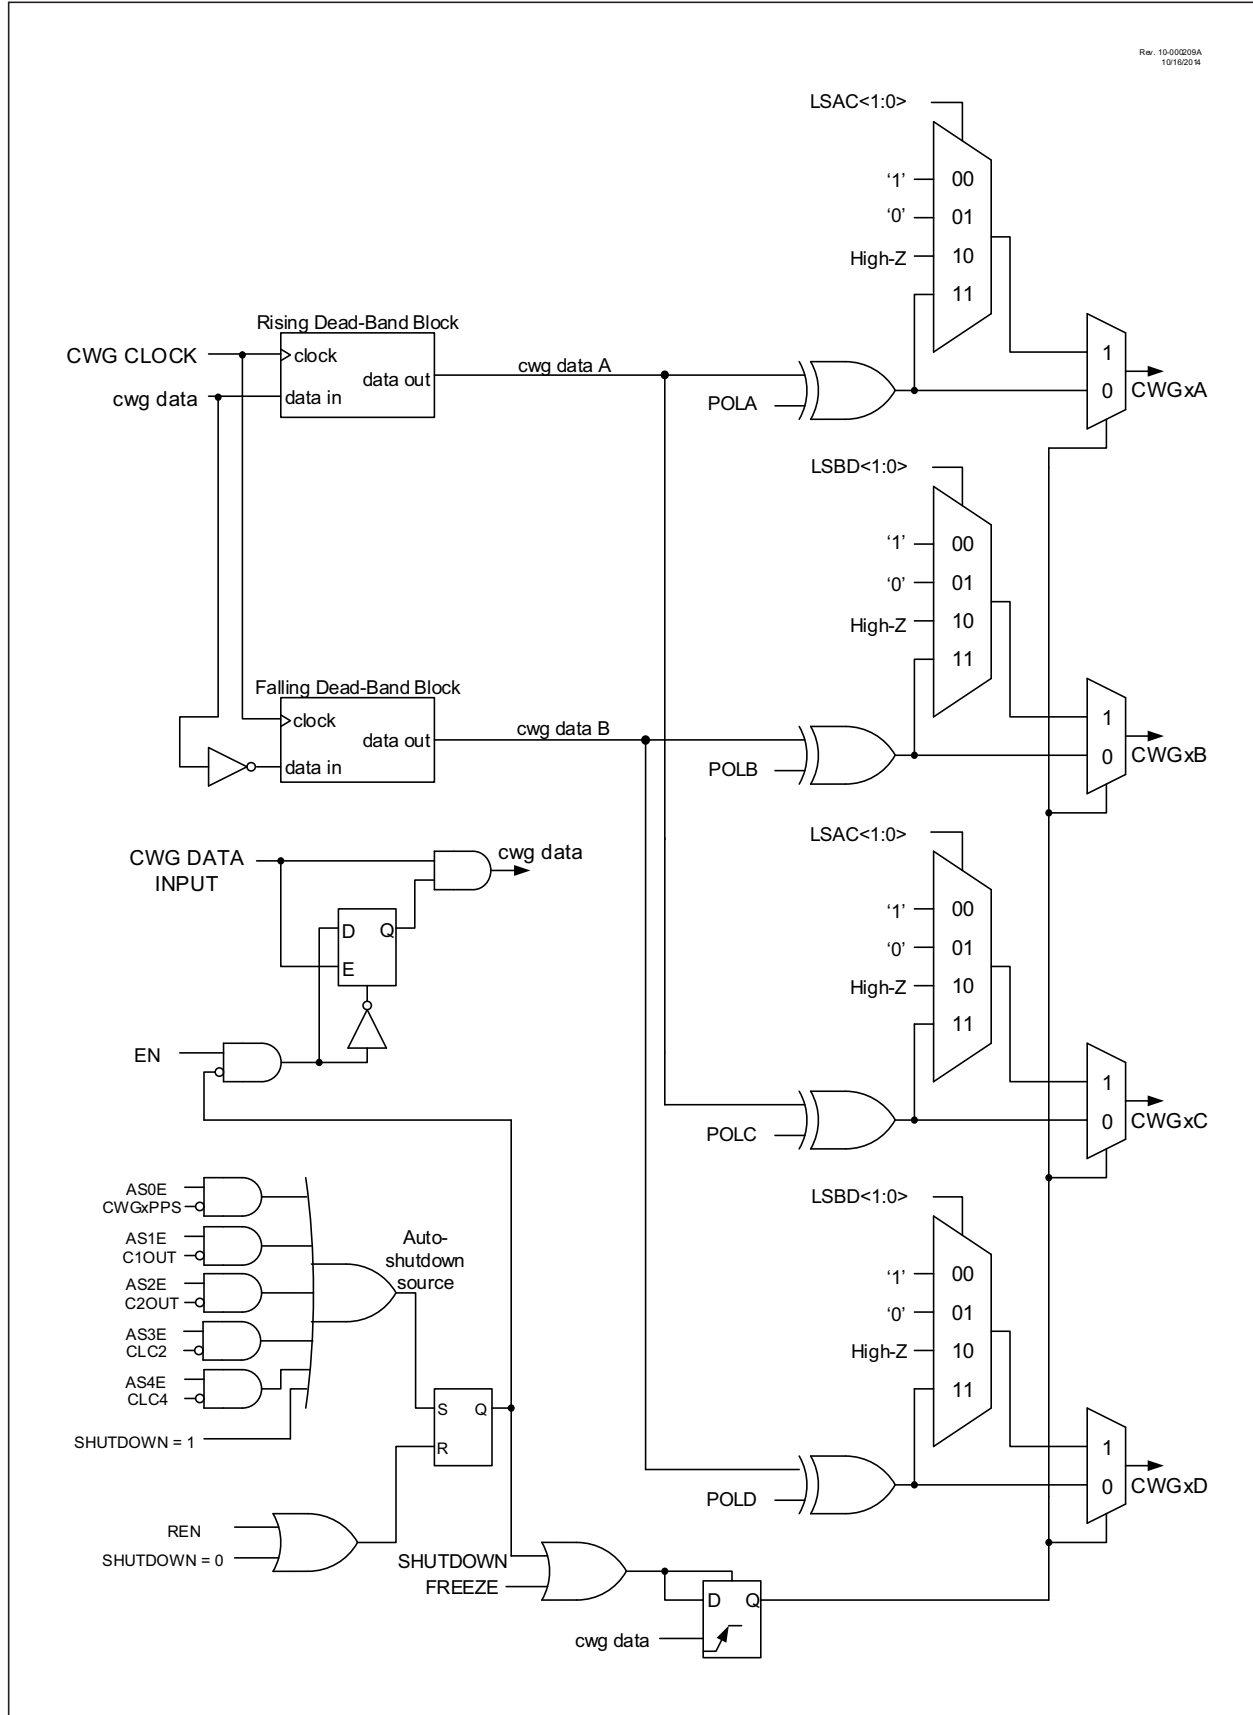 Rev. 10-000209A
10/16/2014
LSAC<1:0>
'1'
00
'0'
01
High-Z
10
11
1
0
CWGxA
Rising Dead-Band Block
CWG CLOCK
clock
data out
cwg data
data in
cwg data A
POLA
LSBD<1:0>
'1'
00
'0'
01
High-Z
10
11
1
0
CWGxB
Falling Dead-Band Block
clock
data out
data in
cwg data B
POLB
CWG DATA
INPUT
cwg data
D
Q
E
EN
LSAC<1:0>
'1'
00
'0'
01
High-Z
10
11
1
0
CWGxC
POLC
AS0E
CWGxPPS
AS1E
C1OUT
AS2E
C2OUT
AS3E
CLC2
AS4E
CLC4
SHUTDOWN = 1
Auto-
shutdown
source
S
Q
R
REN
SHUTDOWN = 0
SHUTDOWN
FREEZE
D
Q
cwg data
LSBD<1:0>
'1'
00
'0'
01
High-Z
10
11
1
0
CWGxD
POLD